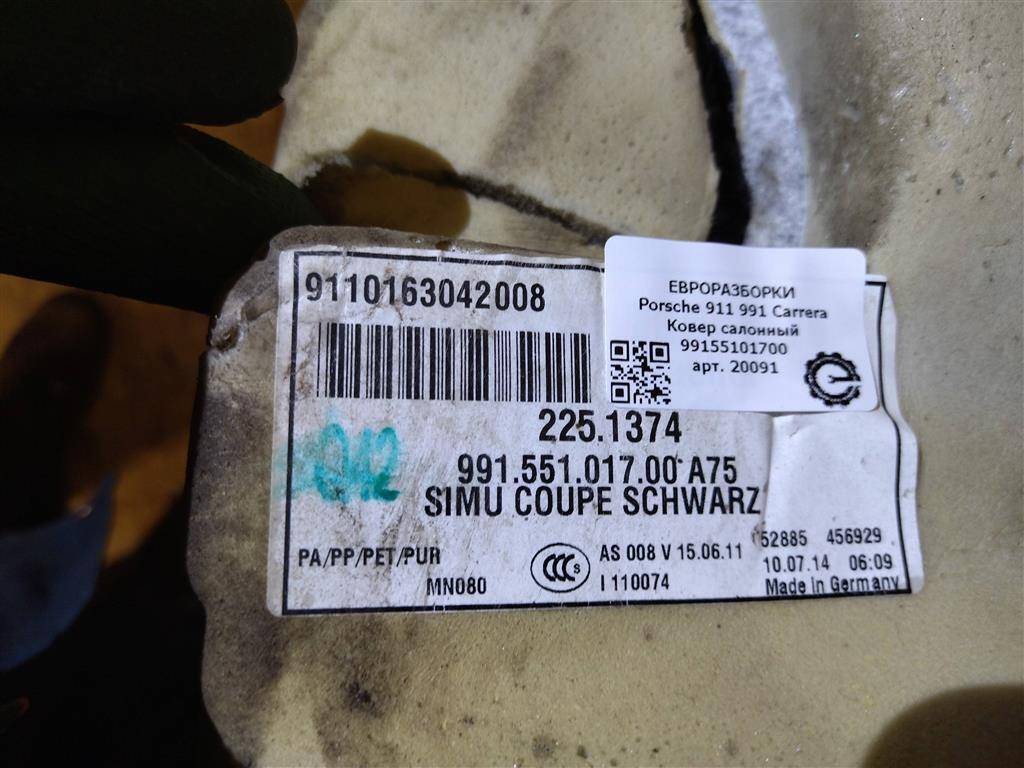 9110163042008
ЕВРОРАЗБОРКИ
Porsche 911 991 Carrera
Ковер салонный
99155101700
арт. 20091
225.1374
991.551.017.00 A75
SIMU COUPE SCHWARZ
PA/PP/PET/PUR
MN080
CCC S
AS 008 V 15.06.11
I 110074
52885 456929
10.07.14 06:09
Made in Germany